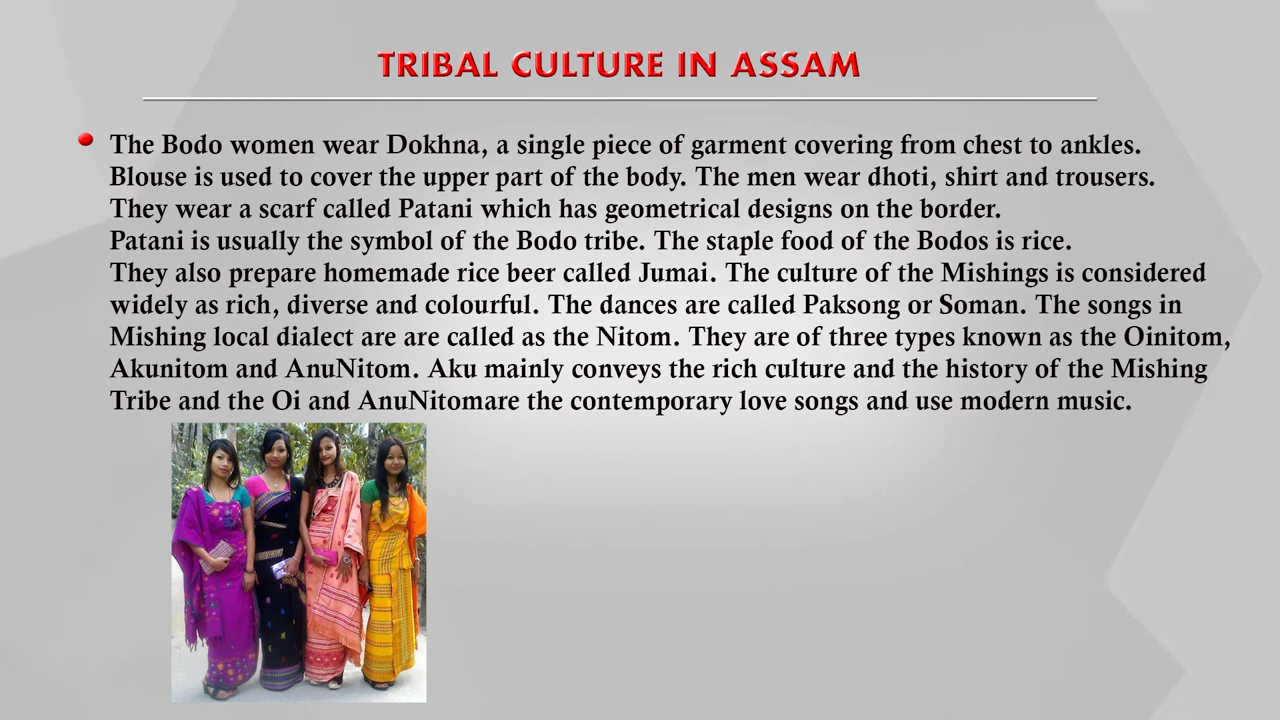 TRIBAL CULTURE IN ASSAM
The Bodo women wear Dokhna, a single piece of garment covering from chest to ankles.
Blouse is used to cover the upper part of the body. The men wear dhoti, shirt and trousers.
They wear a scarf called Patani which has geometrical designs on the border.
Patani is usually the symbol of the Bodo tribe. The staple food of the Bodos is rice.
They also prepare homemade rice beer called Jumai. The culture of the Mishings is considered
widely as rich, diverse and colourful. The dances are called Paksong or Soman. The songs in
Mishing local dialect are are called as the Nitom. They are of three types known as the Oinitom,
Akunitom and AnuNitom. Aku mainly conveys the rich culture and the history of the Mishing
Tribe and the Oi and AnuNitomare the contemporary love songs and use modern music.